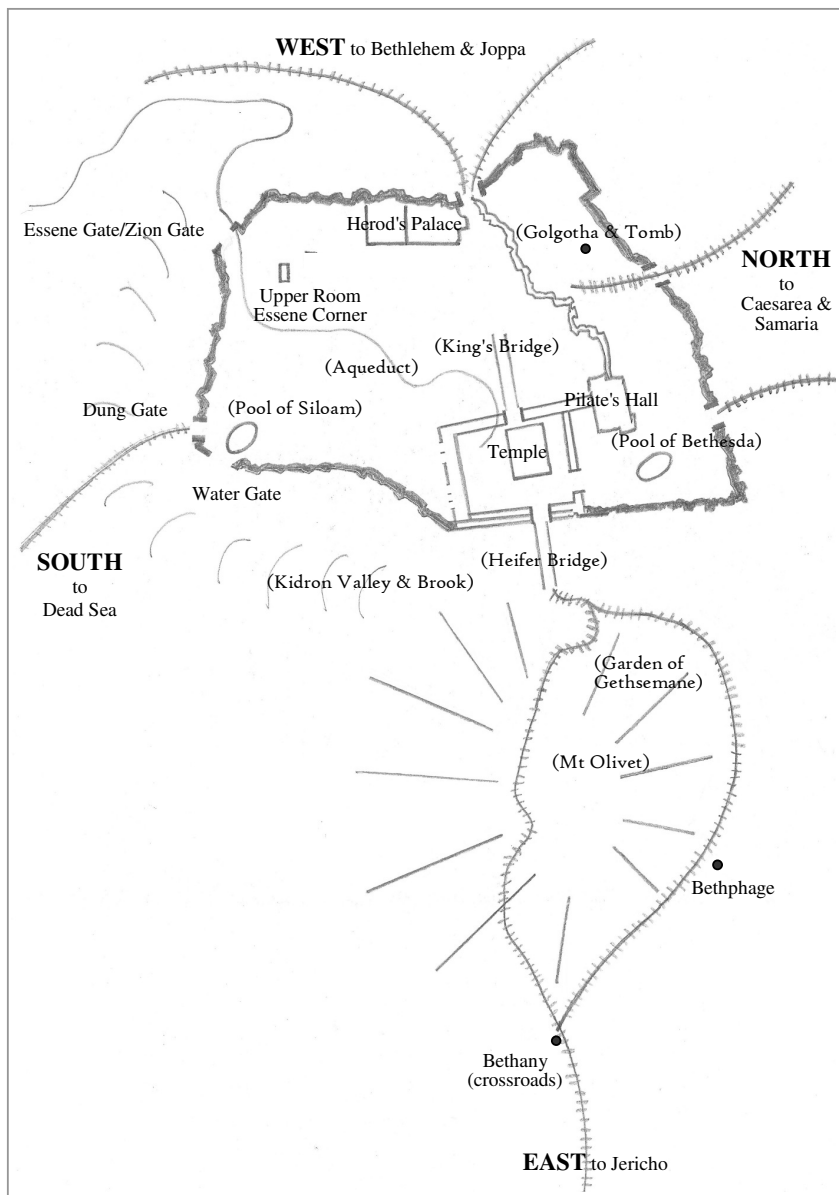 WEST to Bethlehem & Joppa
Essene Gate/Zion Gate
Herod's Palace
(Golgotha & Tomb)
NORTH
to
Caesarea &
Samaria
Upper Room
Essene Corner
(King's Bridge)
(Aqueduct)
Dung Gate
(Pool of Siloam)
Pilate's Hall
(Pool of Bethesda)
Temple
Water Gate
SOUTH
to
Dead Sea
(Heifer Bridge)
(Kidron Valley & Brook)
(Garden of
Gethsemane)
(Mt Olivet)
Bethphage
Bethany
(crossroads)
EAST to Jericho